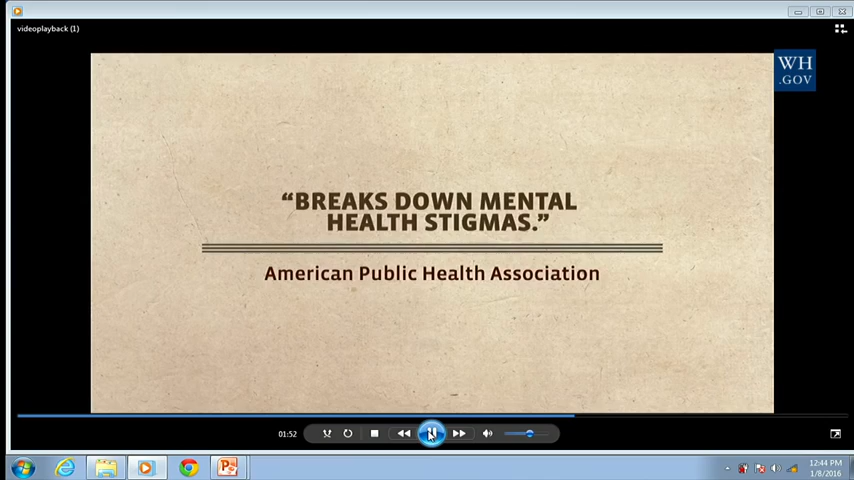 videoplayback (1)
WH
.GOV
“BREAKS DOWN MENTAL
HEALTH STIGMAS.”
American Public Health Association
01:52
12:44 PM
1/8/2016